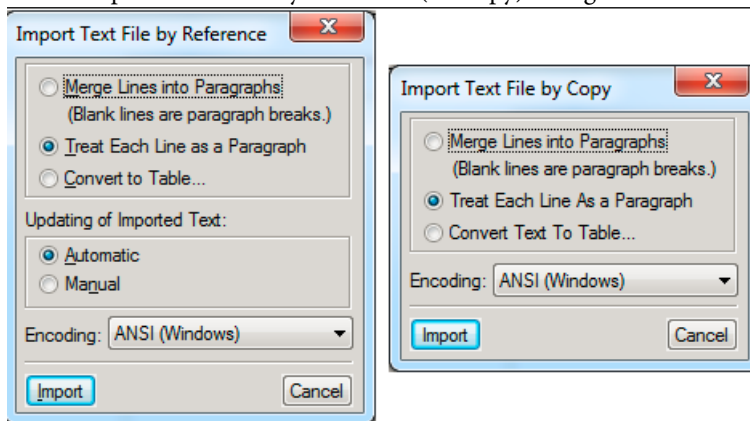 Import Text File by Reference
Merge Lines into Paragraphs
(Blank lines are paragraph breaks.)
Treat Each Line as a Paragraph
Convert to Table...
Updating of Imported Text:
Automatic
Manual
Encoding: ANSI (Windows)
Import Cancel
Import Text File by Copy
Merge Lines into Paragraphs
(Blank lines are paragraph breaks.)
Treat Each Line As a Paragraph
Convert Text To Table...
Encoding: ANSI (Windows)
Import Cancel